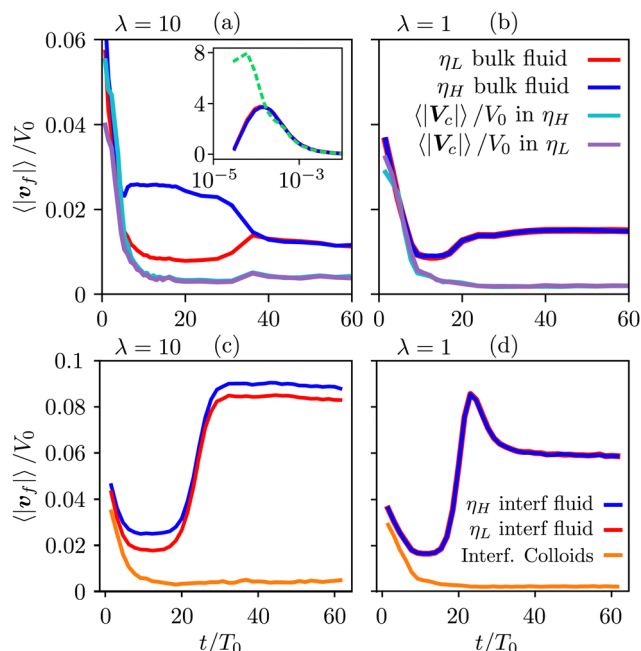 λ = 10 (a)
λ = 1 (b)
0.06
0.04
0.02
0.00
⟨|v_f|⟩/V_0
8
4
0
10^{-5}
10^{-3}
η_L bulk fluid
η_H bulk fluid
⟨|V_c|⟩/V_0 in η_H
⟨|V_c|⟩/V_0 in η_L
0 20 40 60
0 20 40 60
λ = 10 (c)
λ = 1 (d)
0.1
0.08
0.06
0.04
0.02
0
⟨|v_f|⟩/V_0
η_H interf fluid
η_L interf fluid
Interf. Colloids
0 20 40 60
0 20 40 60
t/T_0
t/T_0